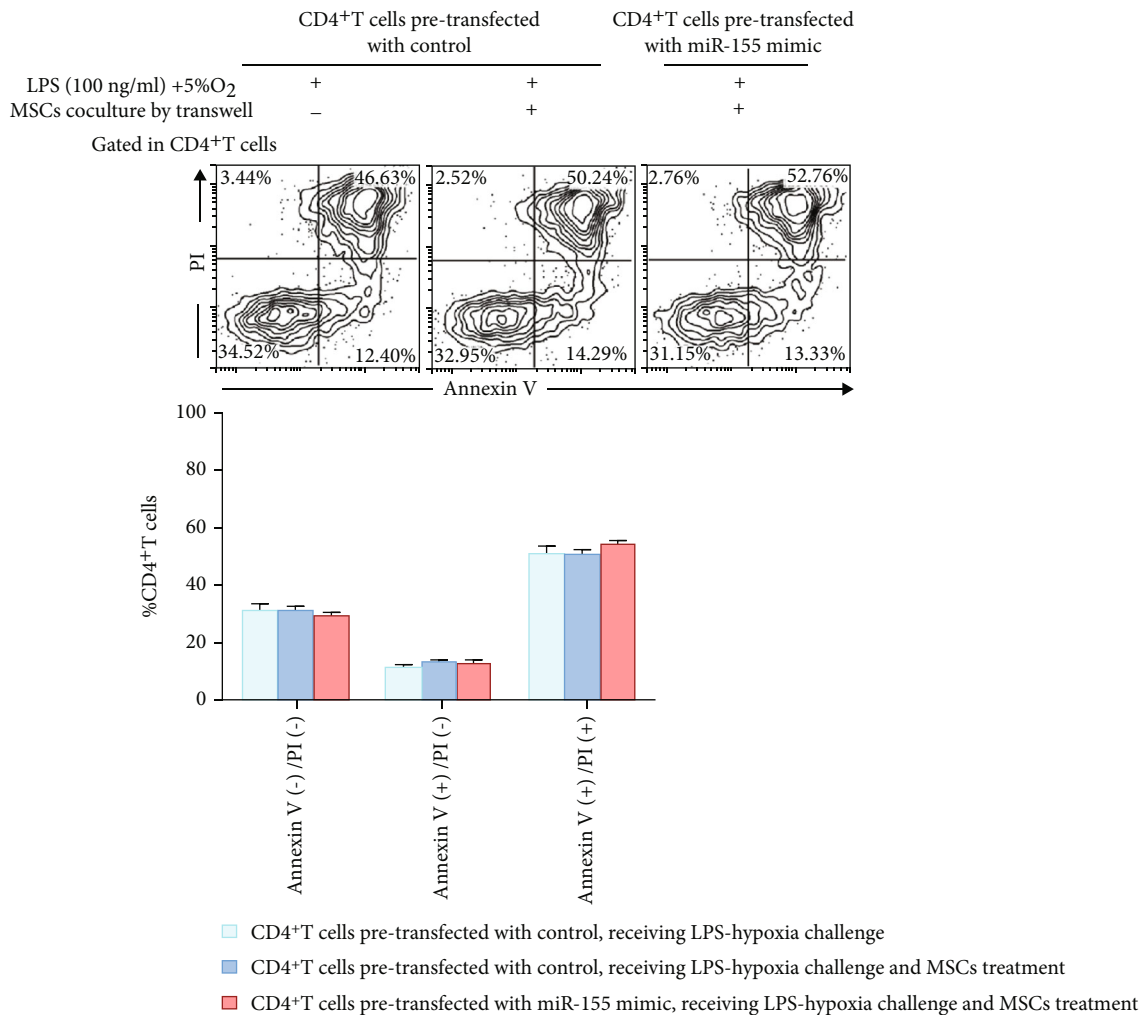 CD4+T cells pre-transfected
with control
CD4+T cells pre-transfected
with miR-155 mimic
LPS (100 ng/ml) +5%O2 + + +
MSCs coculture by transwell – + +
Gated in CD4+T cells
3.44% 46.63% 2.52% 50.24% 2.76% 52.76%
PI
34.52% 12.40% 32.95% 14.29% 31.15% 13.33%
Annexin V
100
80
60
40
20
0
%CD4+T cells
Annexin V (-) /PI (-)
Annexin V (+) /PI (-)
Annexin V (+) /PI (+)
CD4+T cells pre-transfected with control, receiving LPS-hypoxia challenge
CD4+T cells pre-transfected with control, receiving LPS-hypoxia challenge and MSCs treatment
CD4+T cells pre-transfected with miR-155 mimic, receiving LPS-hypoxia challenge and MSCs treatment